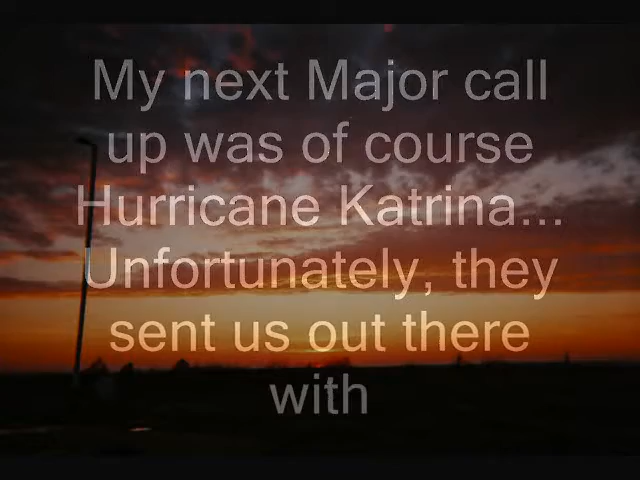 My next Major call
up was of course
Hurricane Katrina...
Unfortunately, they
sent us out there
with